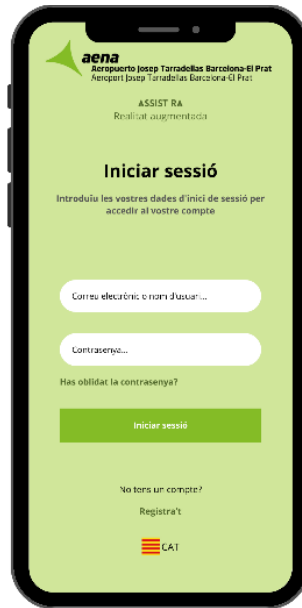 aena
Aeropuerto Josep Tarradellas Barcelona-El Prat
Aeroport Josep Tarradellas Barcelona-El Prat
ASSIST RA
Realitat augmentada
Iniciar sessió
Introduïu les vostres dades d'inici de sessió per
accedir al vostre compte
Correu electrònic o nom d'usuari...
Contrasenya...
Has oblidat la contrasenya?
Iniciar sessió
No tens un compte?
Registra't
CAT